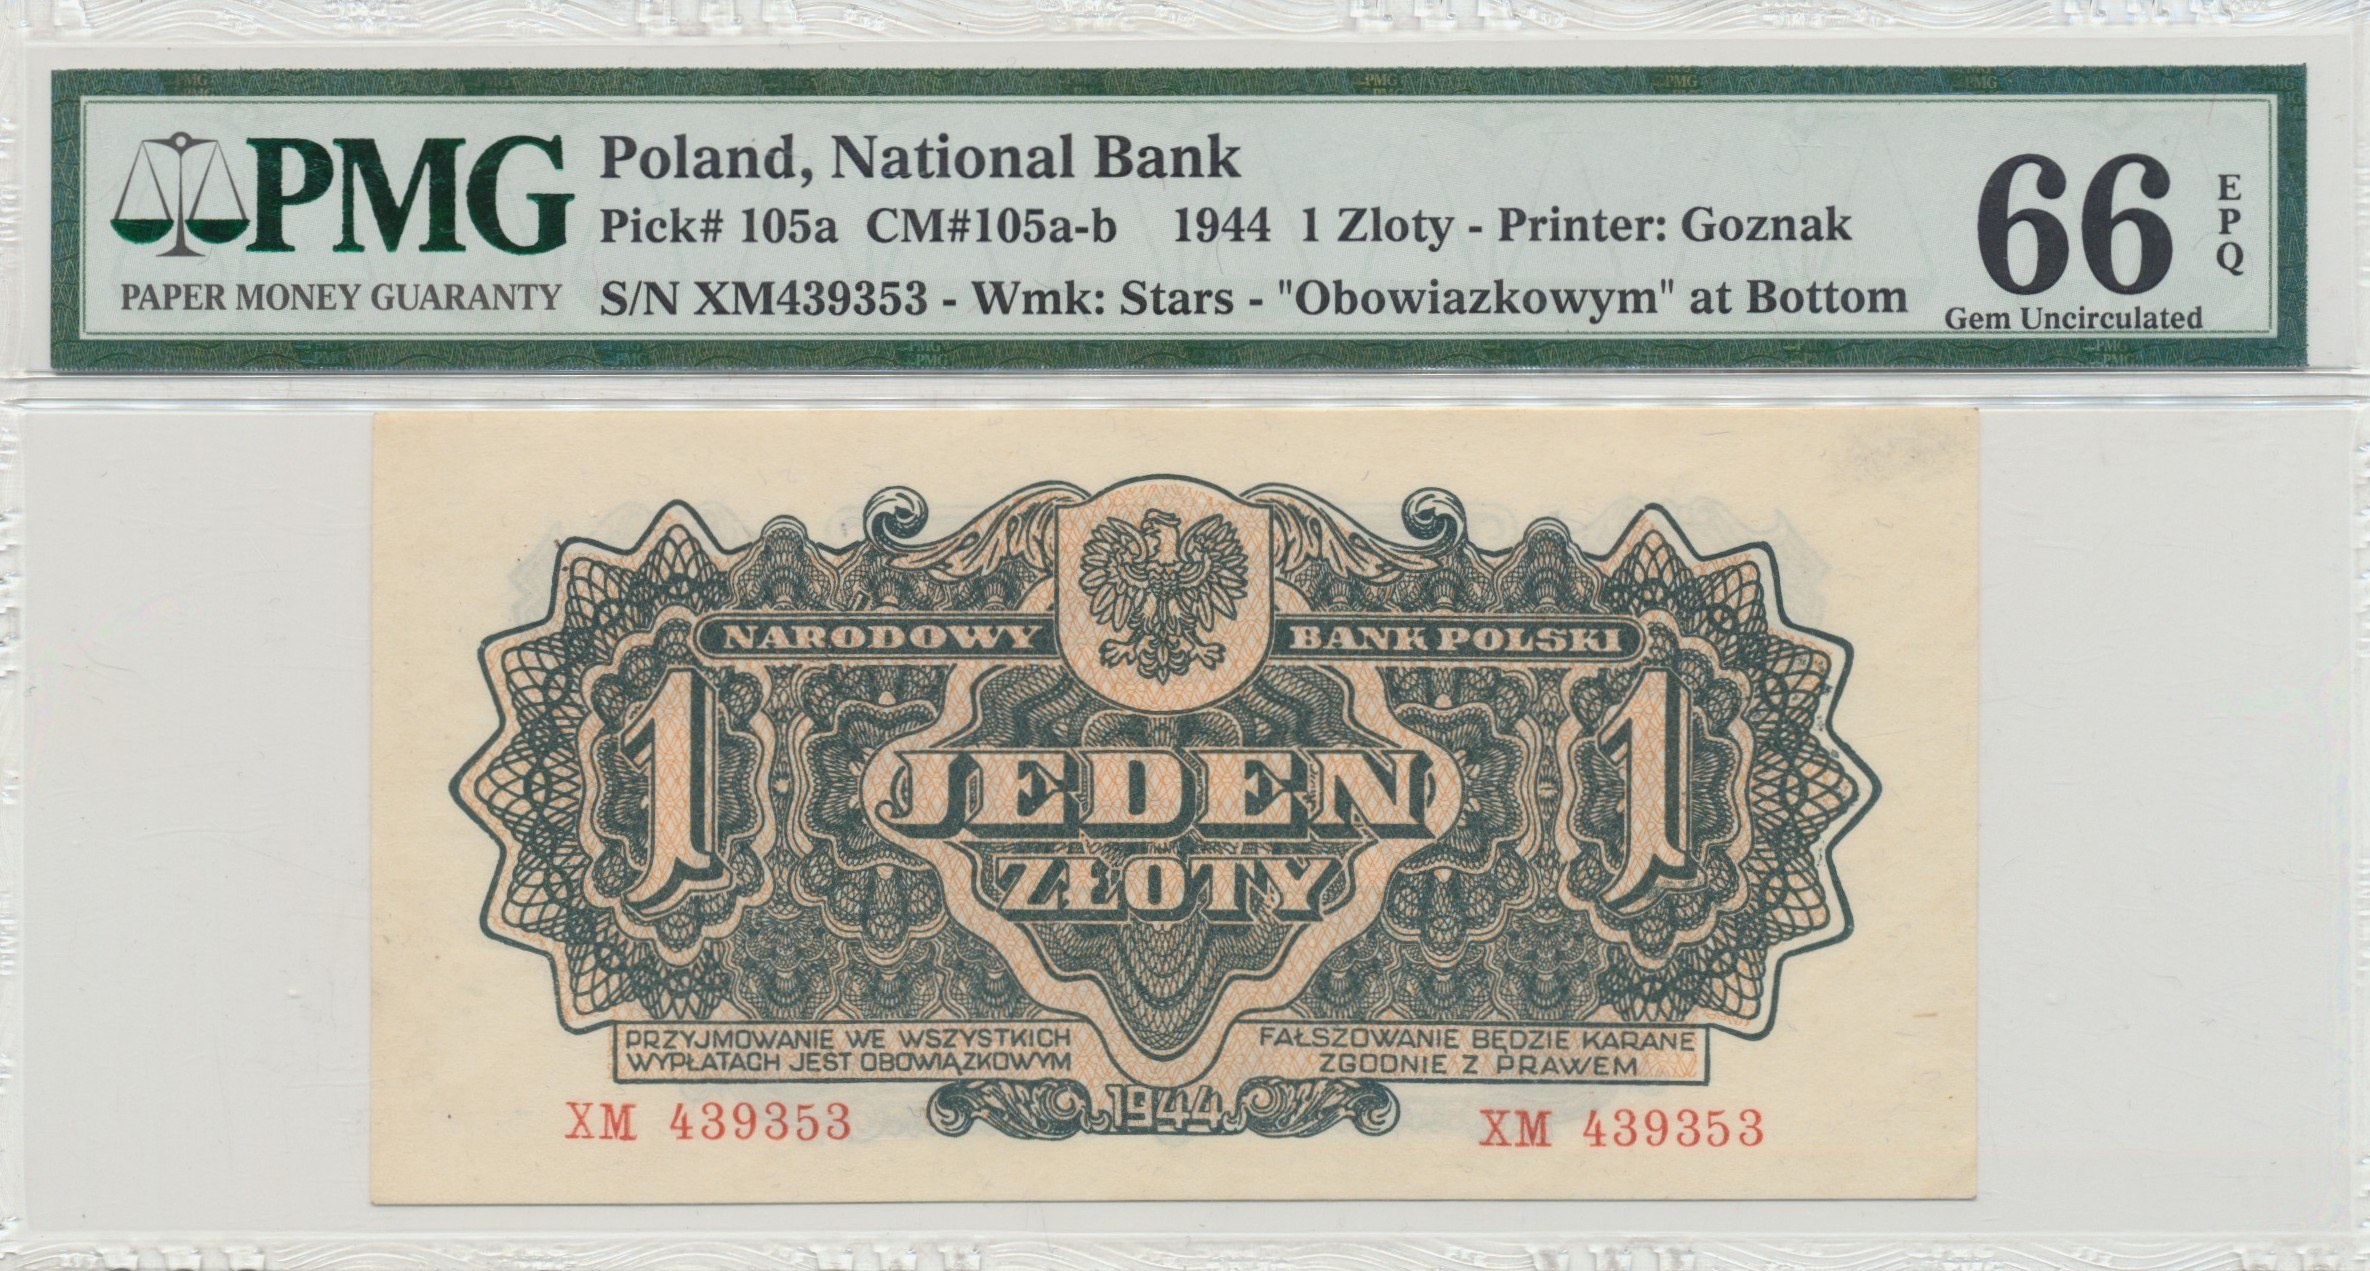 PMG
PAPER MONEY GUARANTY
Poland, National Bank
Pick# 105a CM#105a-b 1944 1 Zloty - Printer: Goznak
S/N XM439353 - Wmk: Stars - "Obowiazkowym" at Bottom
66
EPQ
Gem Uncirculated
NARODOWY BANK POLSKI
1 1
JEDEN
ZŁOTY
PRZYJMOWANIE WE WSZYSTKICH
WYPŁATACH JEST OBOWIĄZKOWYM
FAŁSZOWANIE BĘDZIE KARANE
ZGODNIE Z PRAWEM
1944
XM 439353
XM 439353